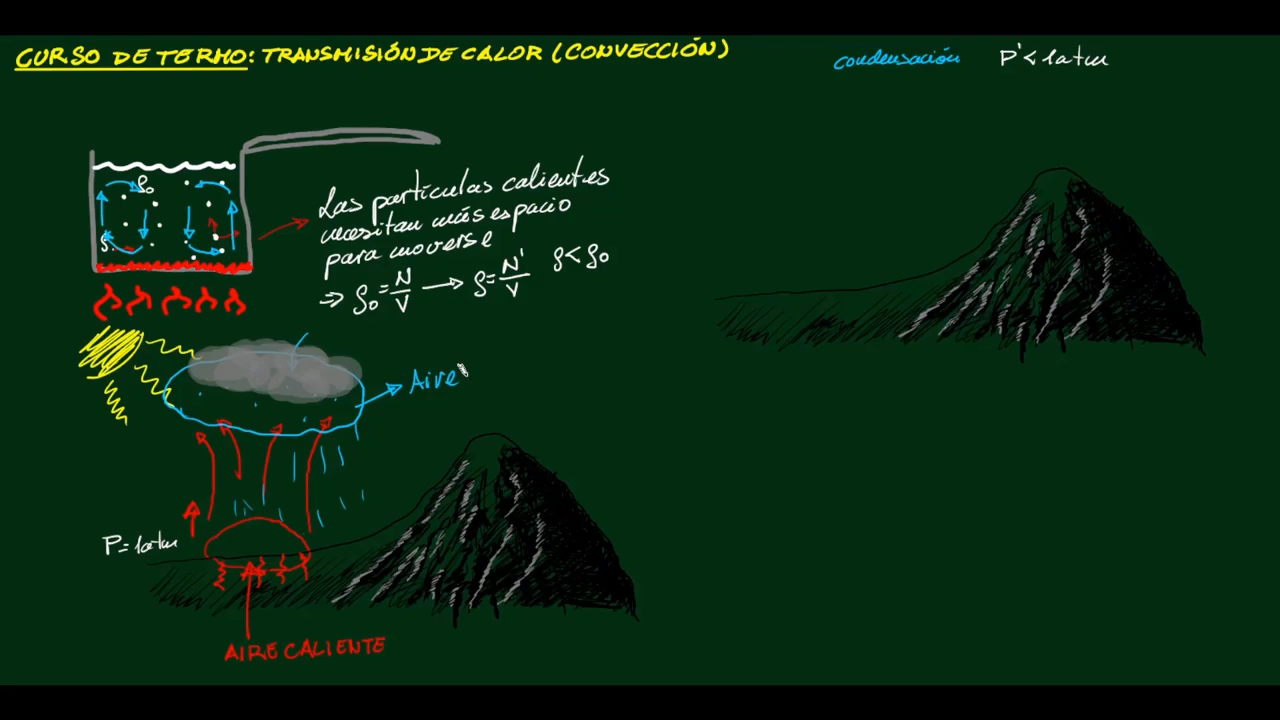 CURSO DE TERMO: TRANSMISIÓN DE CALOR (CONVECCIÓN)
condensación P' < 1atm
ρ₀
ρ
Las partículas calientes
necesitan más espacio
para moverse
⇒ ρ₀ = N/V → ρ = N'/V ρ < ρ₀
Aire
P = 1atm
AIRE CALIENTE